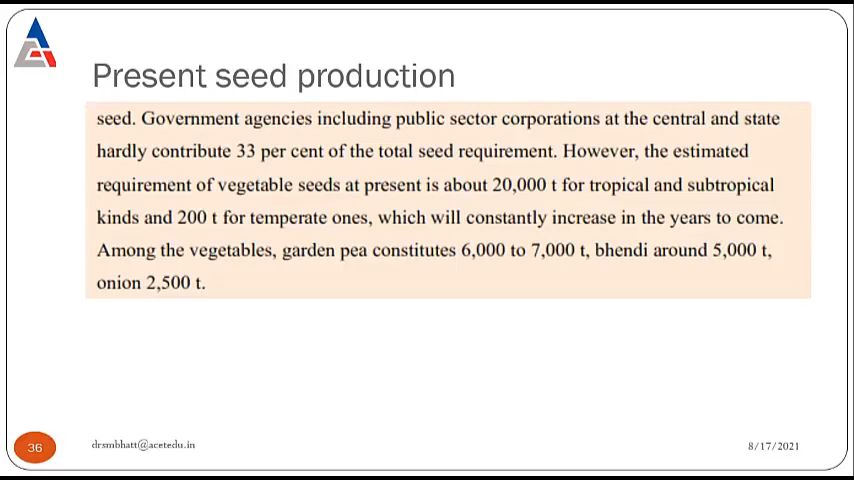 Present seed production
seed. Government agencies including public sector corporations at the central and state
hardly contribute 33 per cent of the total seed requirement. However, the estimated
requirement of vegetable seeds at present is about 20,000 t for tropical and subtropical
kinds and 200 t for temperate ones, which will constantly increase in the years to come.
Among the vegetables, garden pea constitutes 6,000 to 7,000 t, bhendi around 5,000 t,
onion 2,500 t.
36
drsmbhatt@acetedu.in
8/17/2021